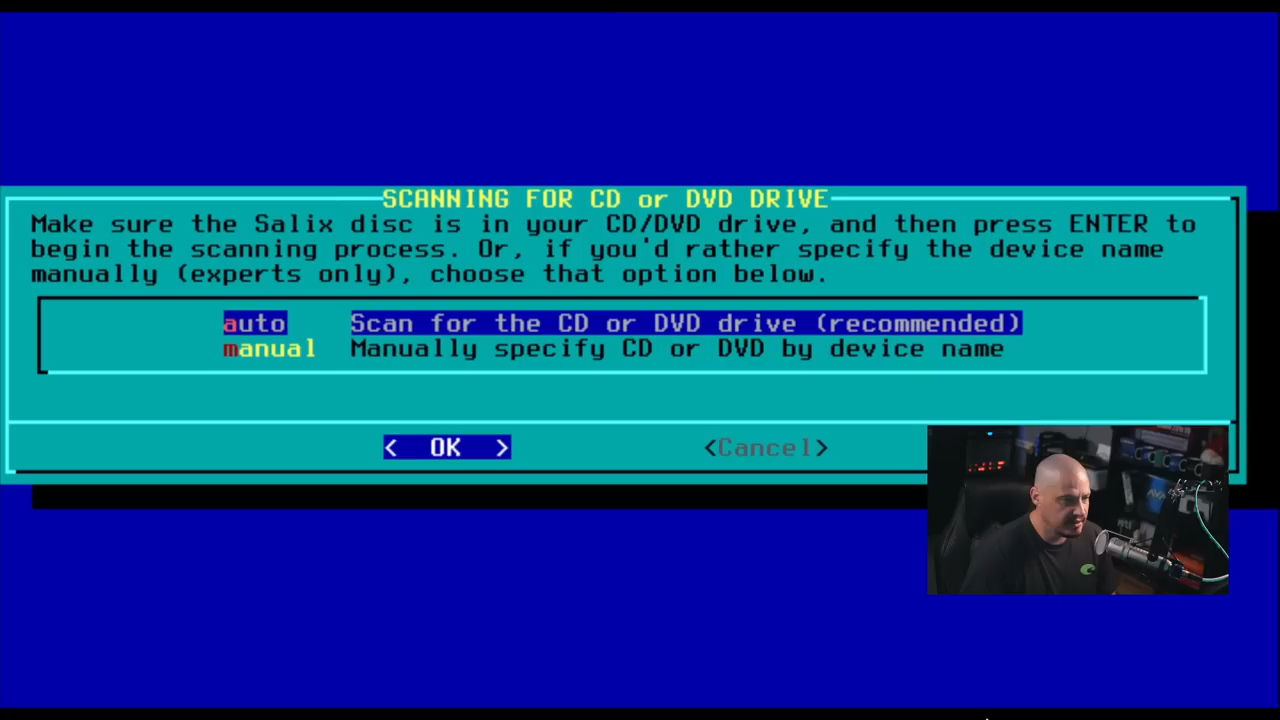 SCANNING FOR CD or DVD DRIVE
Make sure the Salix disc is in your CD/DVD drive, and then press ENTER to
begin the scanning process. Or, if you'd rather specify the device name
manually (experts only), choose that option below.
auto Scan for the CD or DVD drive (recommended)
manual Manually specify CD or DVD by device name
< OK > <Cancel>